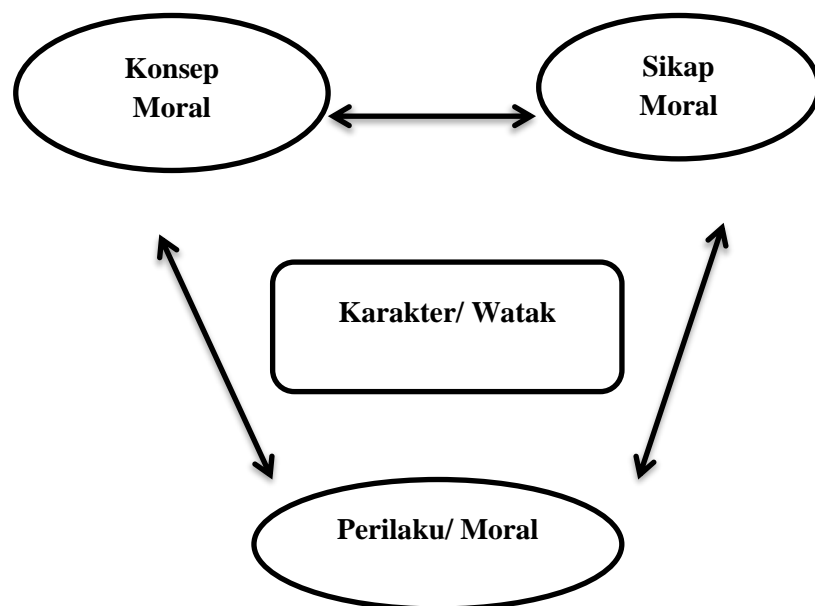 Konsep
Moral
Sikap
Moral
Karakter/ Watak
Perilaku/ Moral